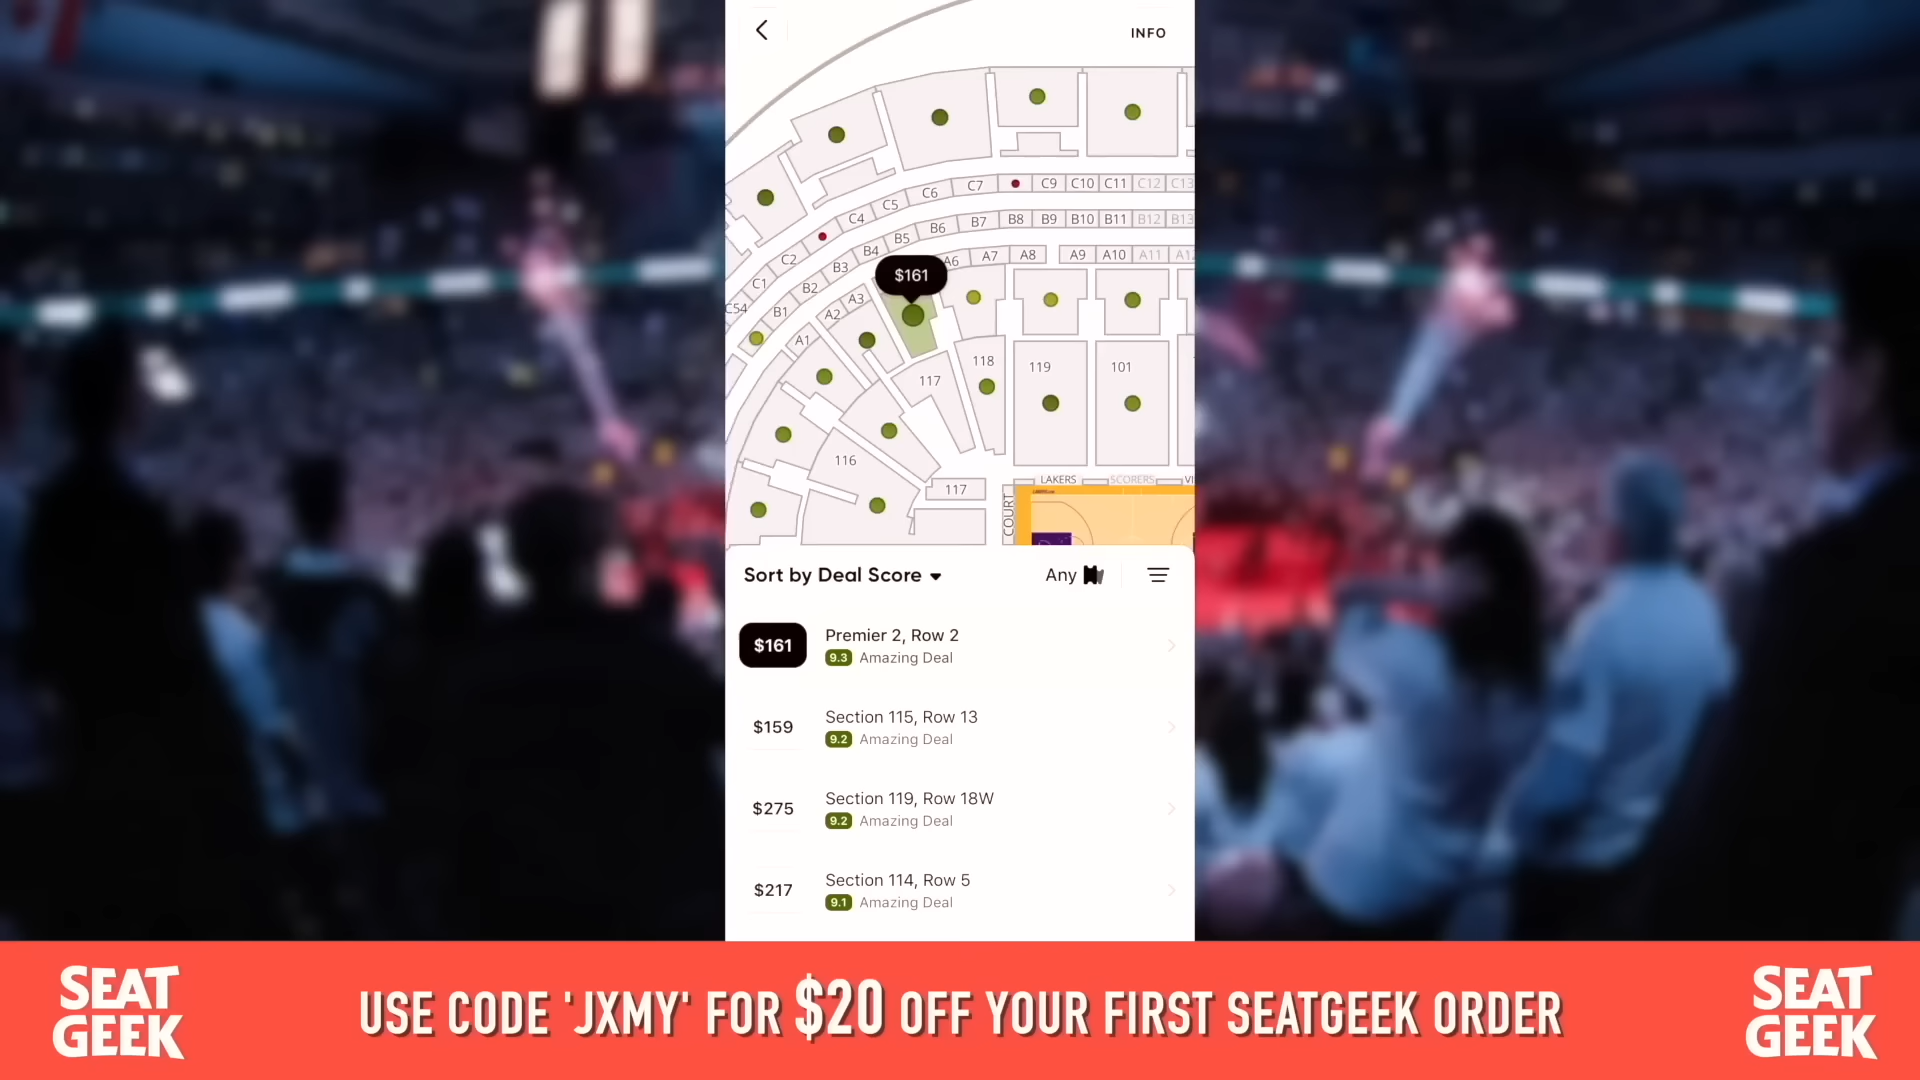 INFO
C7 C9 C10 C11 C12 C13
C6
C5
C4
B7 B8 B9 B10 B11 B12 B13
B6
B5
B4
C2
B3
A6 A7 A8 A9 A10 A11
$161
C1
B2
A3
C54
B1
A2
A1
118
119
101
117
116
LAKERS
SCORERS
117
COURT
Sort by Deal Score
Any
$161
Premier 2, Row 2
9.3 Amazing Deal
$159
Section 115, Row 13
9.2 Amazing Deal
$275
Section 119, Row 18W
9.2 Amazing Deal
$217
Section 114, Row 5
9.1 Amazing Deal
SEAT
GEEK
USE CODE 'JXMY' FOR $20 OFF YOUR FIRST SEATGEEK ORDER
SEAT
GEEK